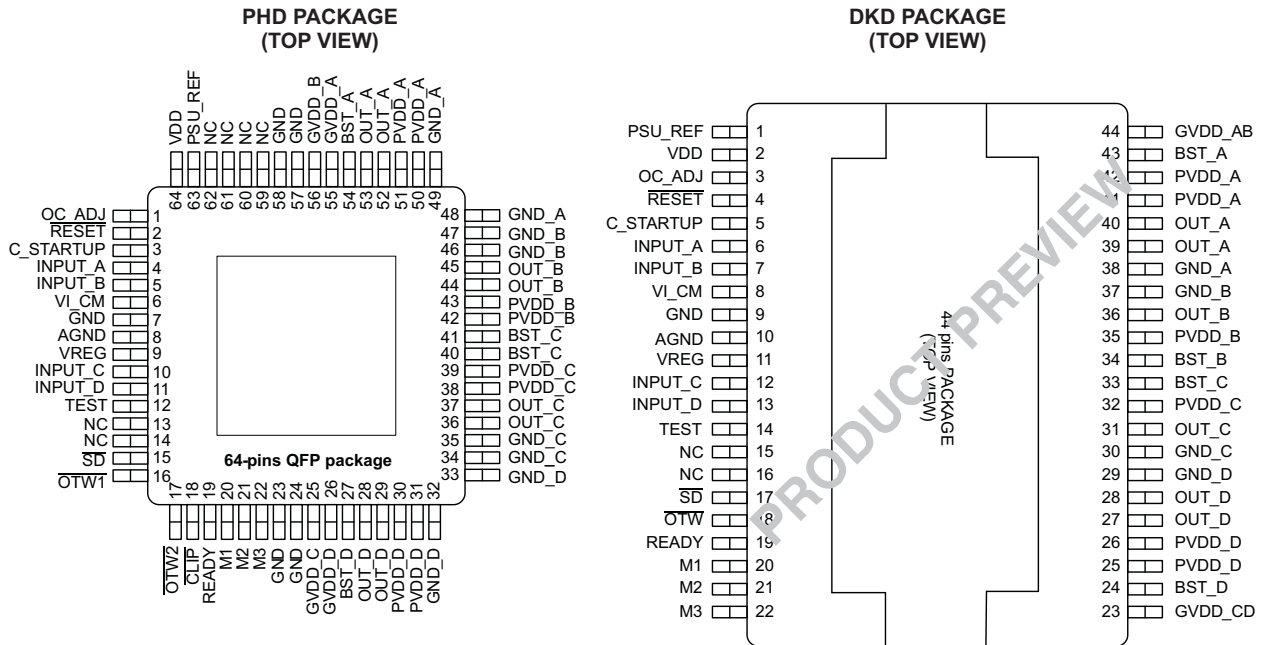 PHD PACKAGE
(TOP VIEW)
VDD
PSU_REF
NC
NC
NC
NC
GND
GND
GVDD_B
GVDD_A
BST_A
OUT_A
OUT_A
PVDD_A
PVDD_A
GND_A
64
63
62
61
60
59
58
57
56
55
54
53
52
51
50
49
OC_ADJ 1
RESET 2
C_STARTUP 3
INPUT_A 4
INPUT_B 5
VI_CM 6
GND 7
AGND 8
VREG 9
INPUT_C 10
INPUT_D 11
TEST 12
NC 13
NC 14
SD 15
OTW1 16
48 GND_A
47 GND_B
46 GND_B
45 OUT_B
44 OUT_B
43 PVDD_B
42 PVDD_B
41 BST_C
40 BST_C
39 PVDD_C
38 PVDD_C
37 OUT_C
36 OUT_C
35 GND_C
34 GND_C
33 GND_D
64-pins QFP package
17
18
19
20
21
22
23
24
25
26
27
28
29
30
31
32
OTW2
CLIP
READY
M1
M2
M3
GND
GND
GVDD_C
GVDD_D
BST_D
OUT_D
OUT_D
PVDD_D
PVDD_D
GND_D
DKD PACKAGE
(TOP VIEW)
PSU_REF 1
VDD 2
OC_ADJ 3
RESET 4
C_STARTUP 5
INPUT_A 6
INPUT_B 7
VI_CM 8
GND 9
AGND 10
VREG 11
INPUT_C 12
INPUT_D 13
TEST 14
NC 15
NC 16
SD 17
OTW 18
READY 19
M1 20
M2 21
M3 22
44 pins PACKAGE
(TOP VIEW)
PRODUCT PREVIEW
44 GVDD_AB
43 BST_A
42 PVDD_A
41 PVDD_A
40 OUT_A
39 OUT_A
38 GND_A
37 GND_B
36 OUT_B
35 PVDD_B
34 BST_B
33 BST_C
32 PVDD_C
31 OUT_C
30 GND_C
29 GND_D
28 OUT_D
27 OUT_D
26 PVDD_D
25 PVDD_D
24 BST_D
23 GVDD_CD